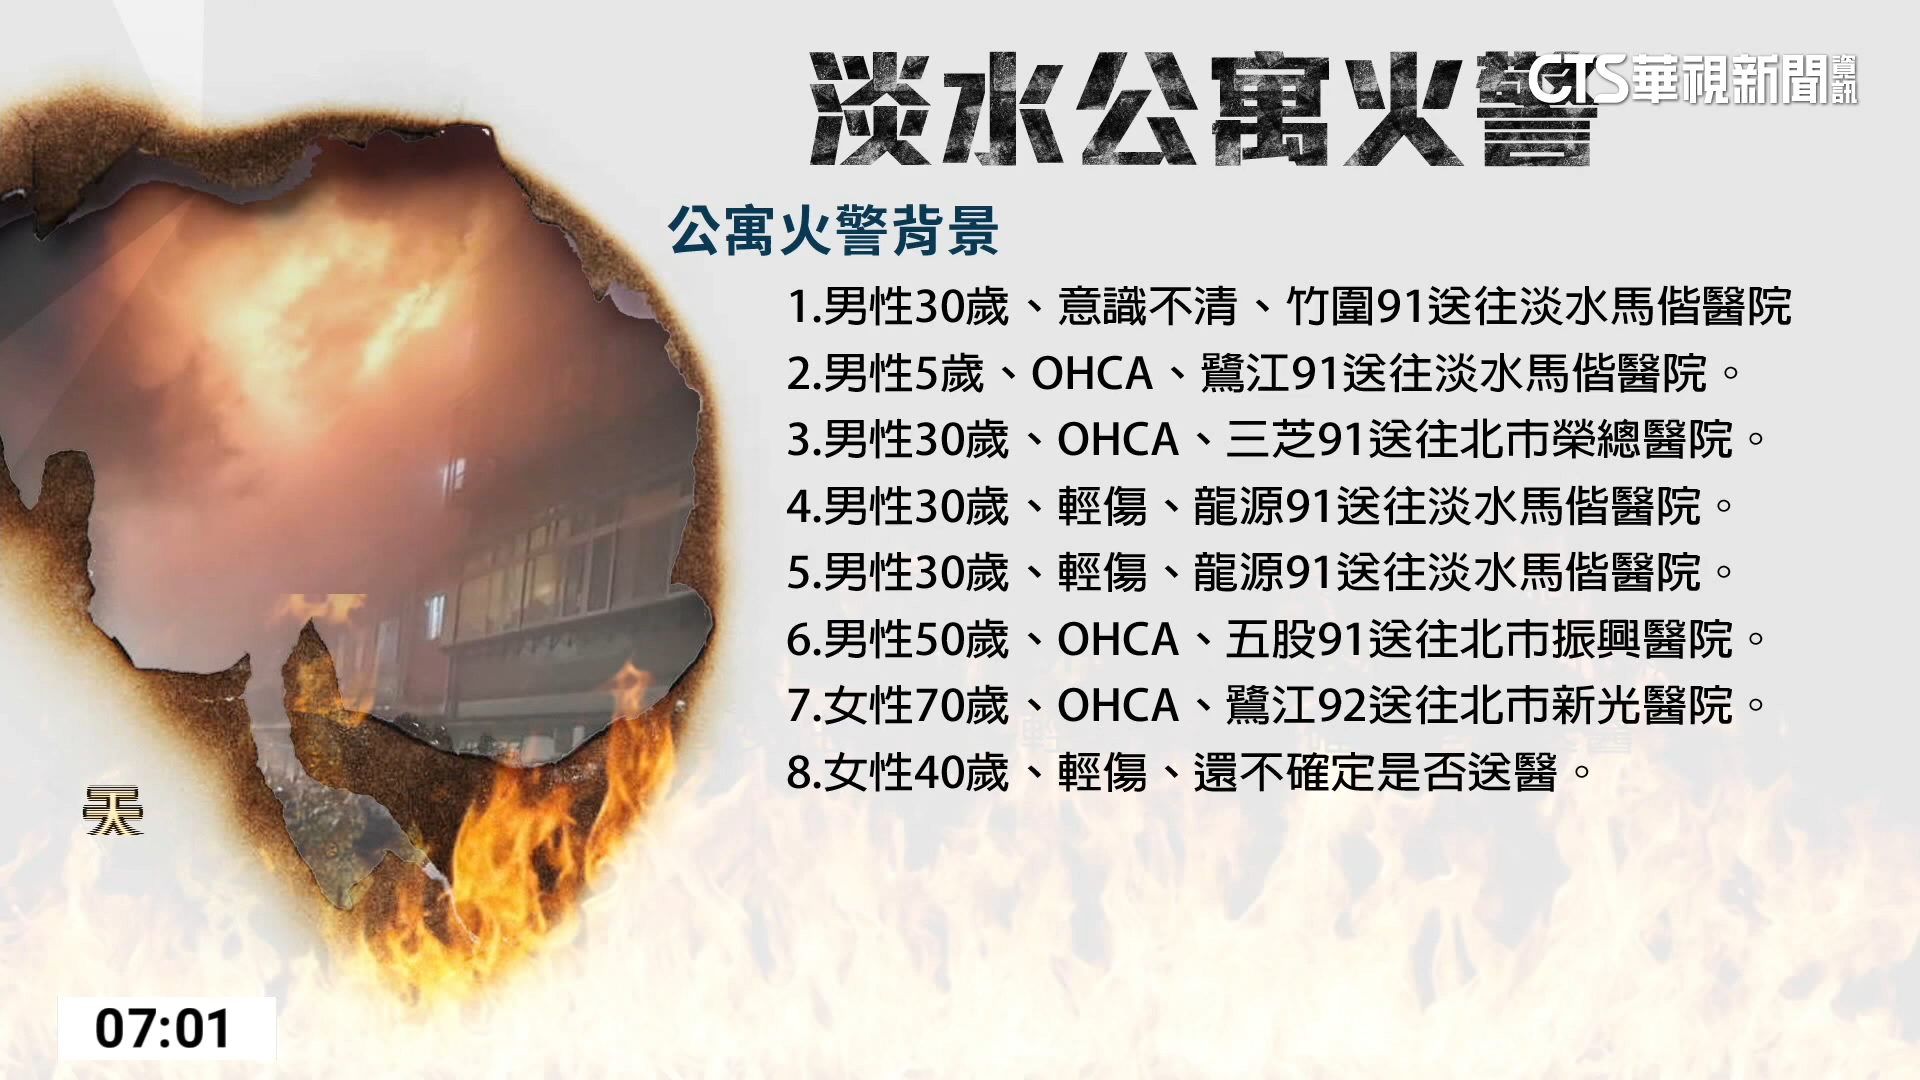 淡水公寓火警
CTS華視新聞資訊
公寓火警背景
1.男性30歲、意識不清、竹圍91送往淡水馬偕醫院
2.男性5歲、OHCA、鷺江91送往淡水馬偕醫院。
3.男性30歲、OHCA、三芝91送往北市榮總醫院。
4.男性30歲、輕傷、龍源91送往淡水馬偕醫院。
5.男性30歲、輕傷、龍源91送往淡水馬偕醫院。
6.男性50歲、OHCA、五股91送往北市振興醫院。
7.女性70歲、OHCA、鷺江92送往北市新光醫院。
8.女性40歲、輕傷、還不確定是否送醫。
07:01